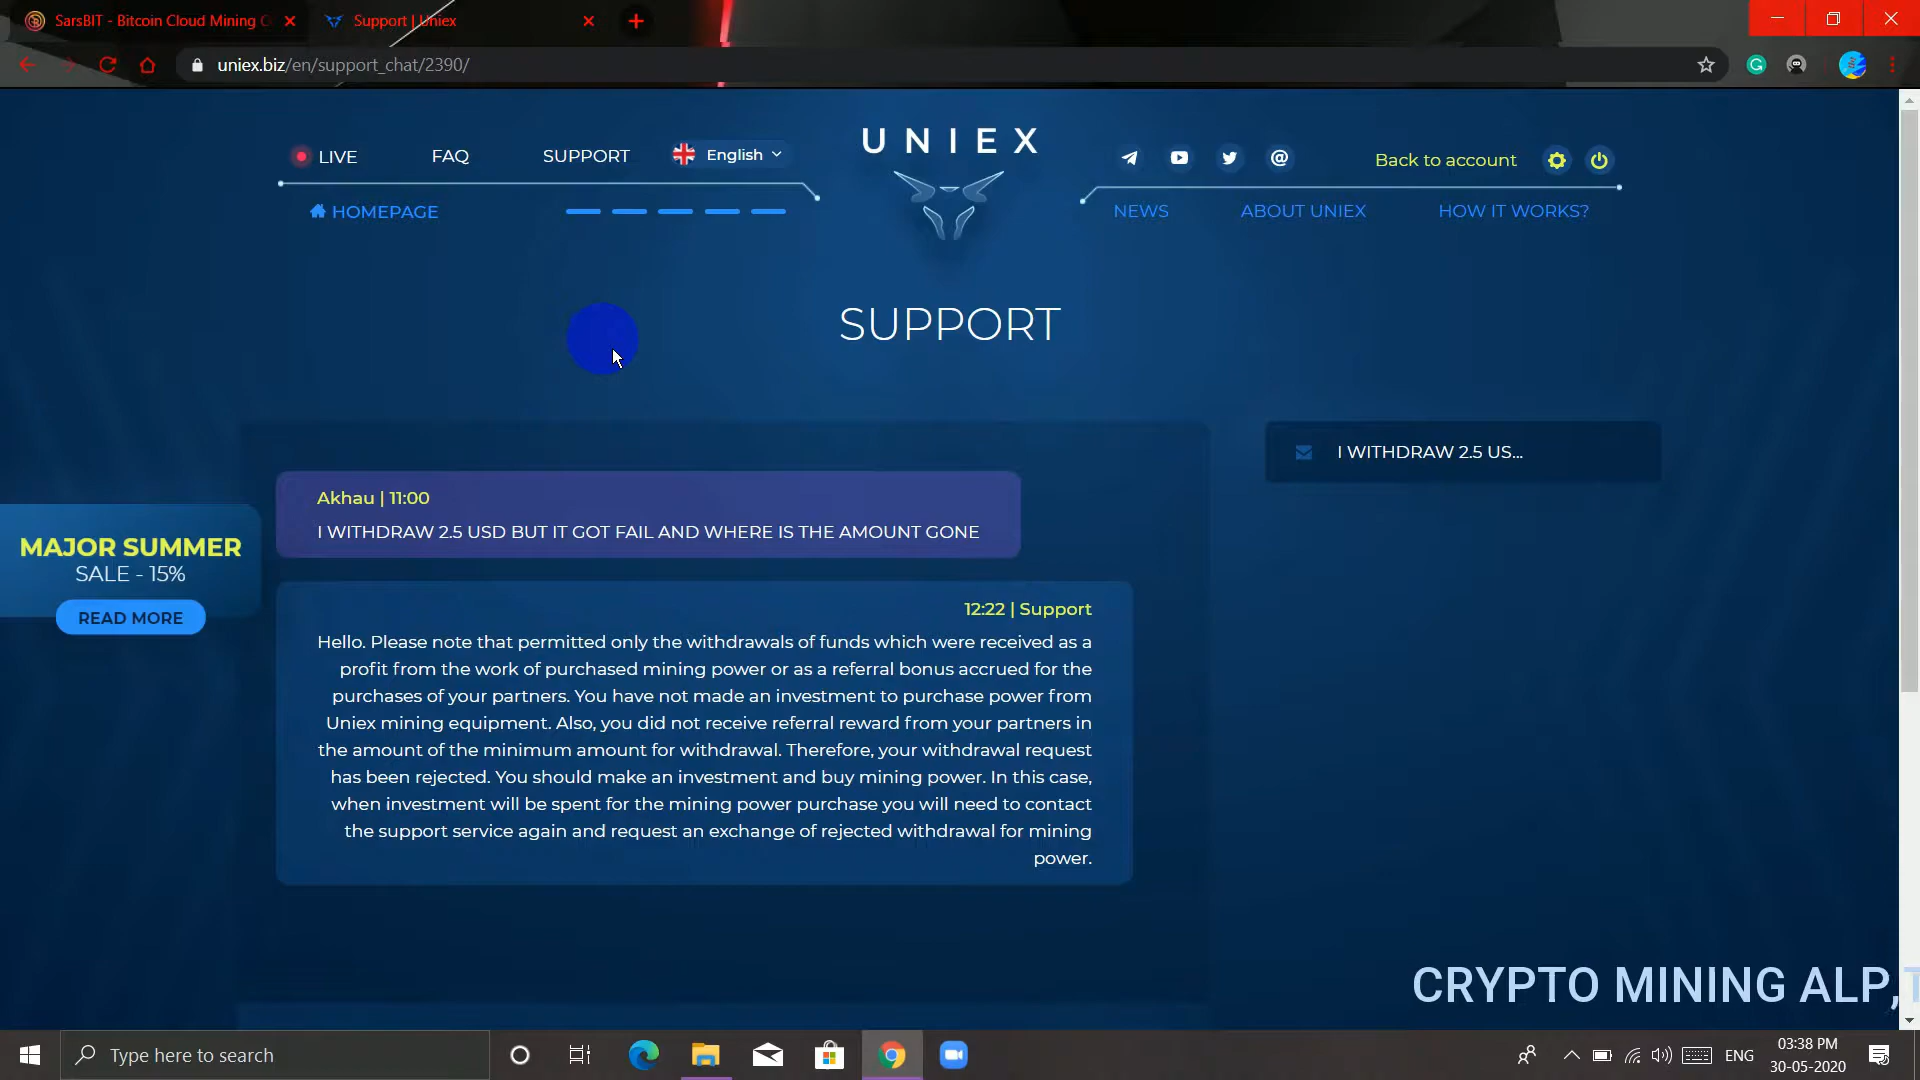 SarsBIT - Bitcoin Cloud Mining
Support | Uniex
uniex.biz/en/support_chat/2390/
LIVE
FAQ
SUPPORT
English
UNIEX
Back to account
HOMEPAGE
NEWS
ABOUT UNIEX
HOW IT WORKS?
SUPPORT
Akhau | 11:00
I WITHDRAW 2.5 USD BUT IT GOT FAIL AND WHERE IS THE AMOUNT GONE
I WITHDRAW 2.5 US...
MAJOR SUMMER
SALE - 15%
READ MORE
12:22 | Support
Hello. Please note that permitted only the withdrawals of funds which were received as a
profit from the work of purchased mining power or as a referral bonus accrued for the
purchases of your partners. You have not made an investment to purchase power from
Uniex mining equipment. Also, you did not receive referral reward from your partners in
the amount of the minimum amount for withdrawal. Therefore, your withdrawal request
has been rejected. You should make an investment and buy mining power. In this case,
when investment will be spent for the mining power purchase you will need to contact
the support service again and request an exchange of rejected withdrawal for mining
power.
CRYPTO MINING ALP,
Type here to search
ENG
03:38 PM
30-05-2020